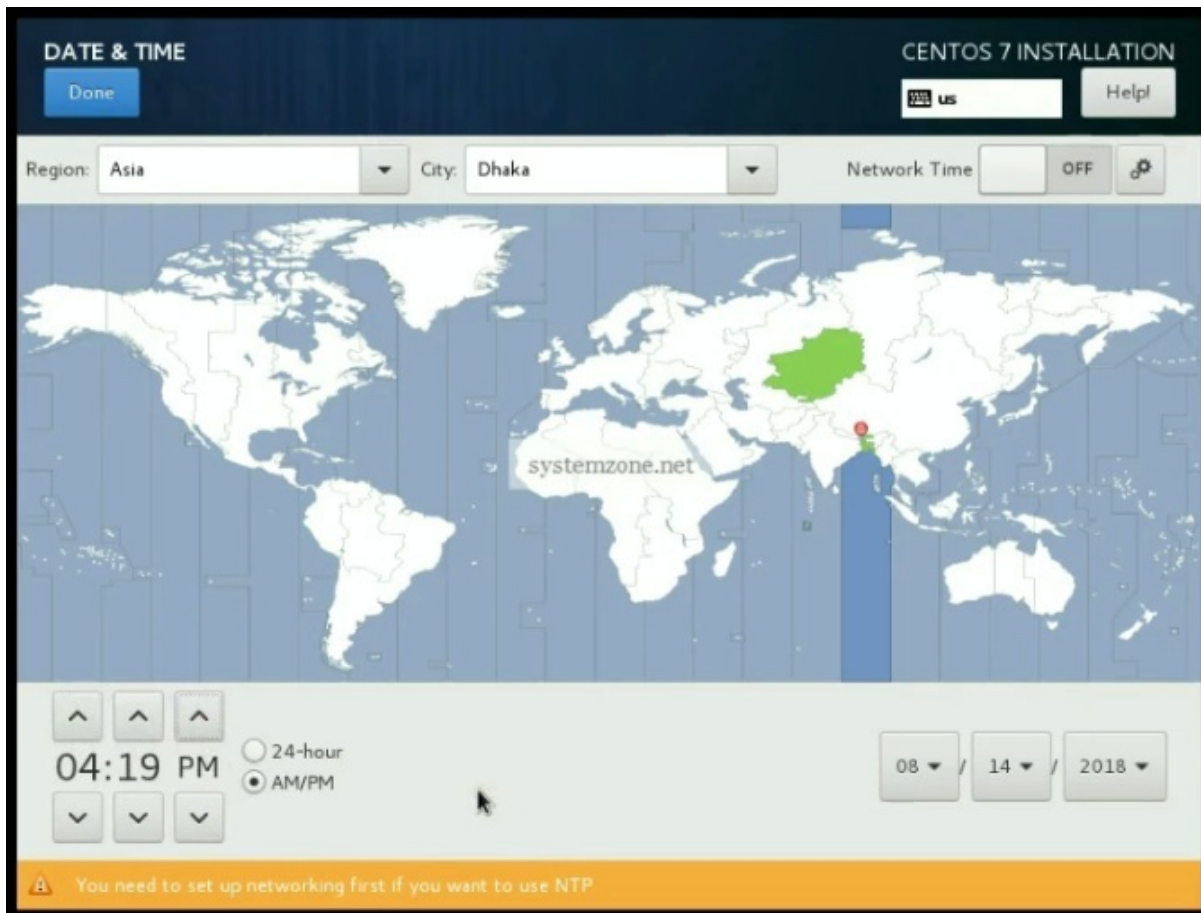 DATE & TIME
CENTOS 7 INSTALLATION
Done
us
Help!
Region: Asia City: Dhaka Network Time OFF
systemzone.net
04:19 PM
24-hour
AM/PM
08 / 14 / 2018
You need to set up networking first if you want to use NTP